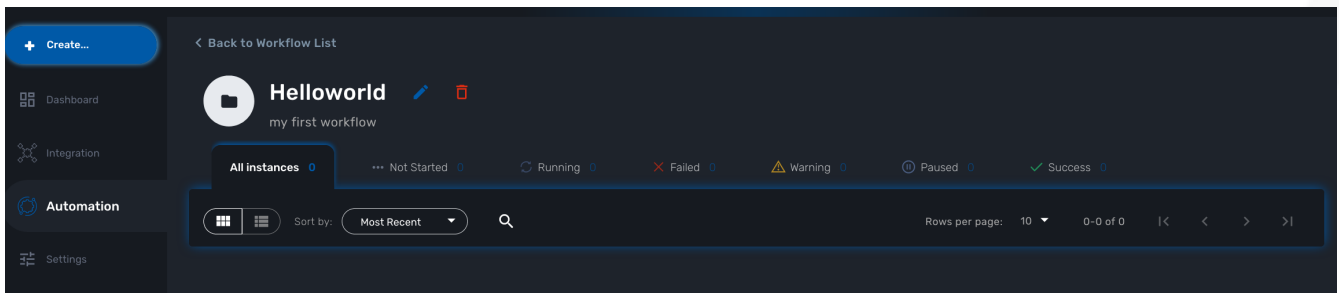 Create...
Dashboard
Integration
Automation
Settings
Back to Workflow List
Helloworld
my first workflow
All instances 0
Not Started 0
Running 0
Failed 0
Warning 0
Paused 0
Success 0
Sort by: Most Recent
Rows per page: 10 0-0 of 0